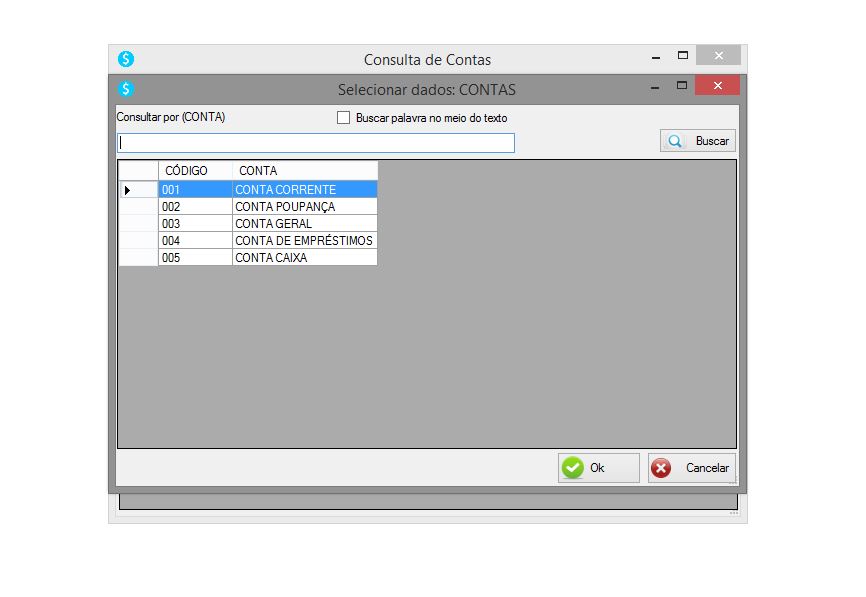 Consulta de Contas
Selecionar dados: CONTAS
Consultar por (CONTA)
Buscar palavra no meio do texto
Buscar
CÓDIGO CONTA
001 CONTA CORRENTE
002 CONTA POUPANÇA
003 CONTA GERAL
004 CONTA DE EMPRÉSTIMOS
005 CONTA CAIXA
Ok Cancelar